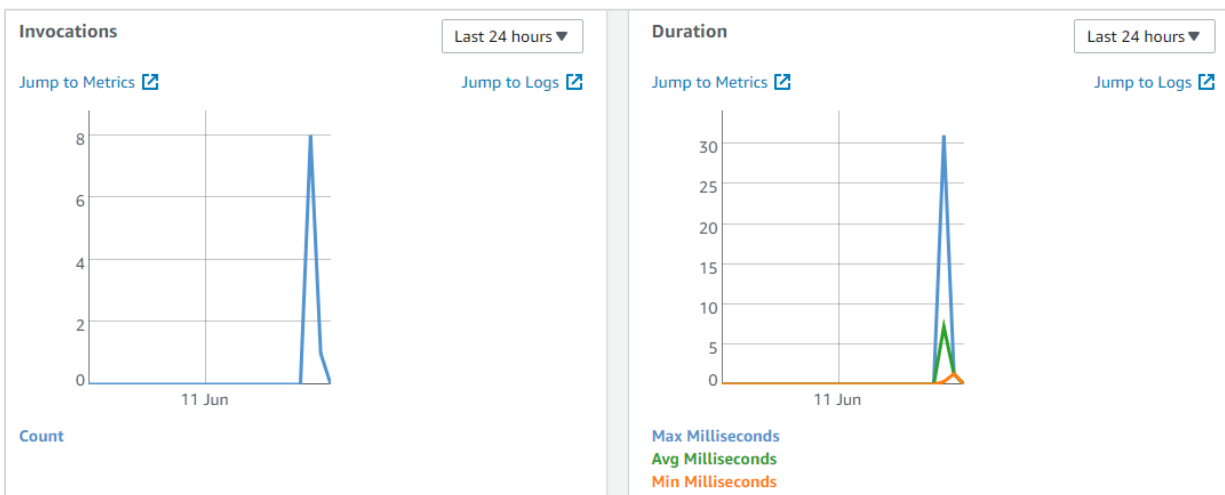 Invocations
Last 24 hours▼
Jump to Metrics
Jump to Logs
8
6
4
2
0
11 Jun
Count
Duration
Last 24 hours▼
Jump to Metrics
Jump to Logs
30
25
20
15
10
5
0
11 Jun
Max Milliseconds
Avg Milliseconds
Min Milliseconds